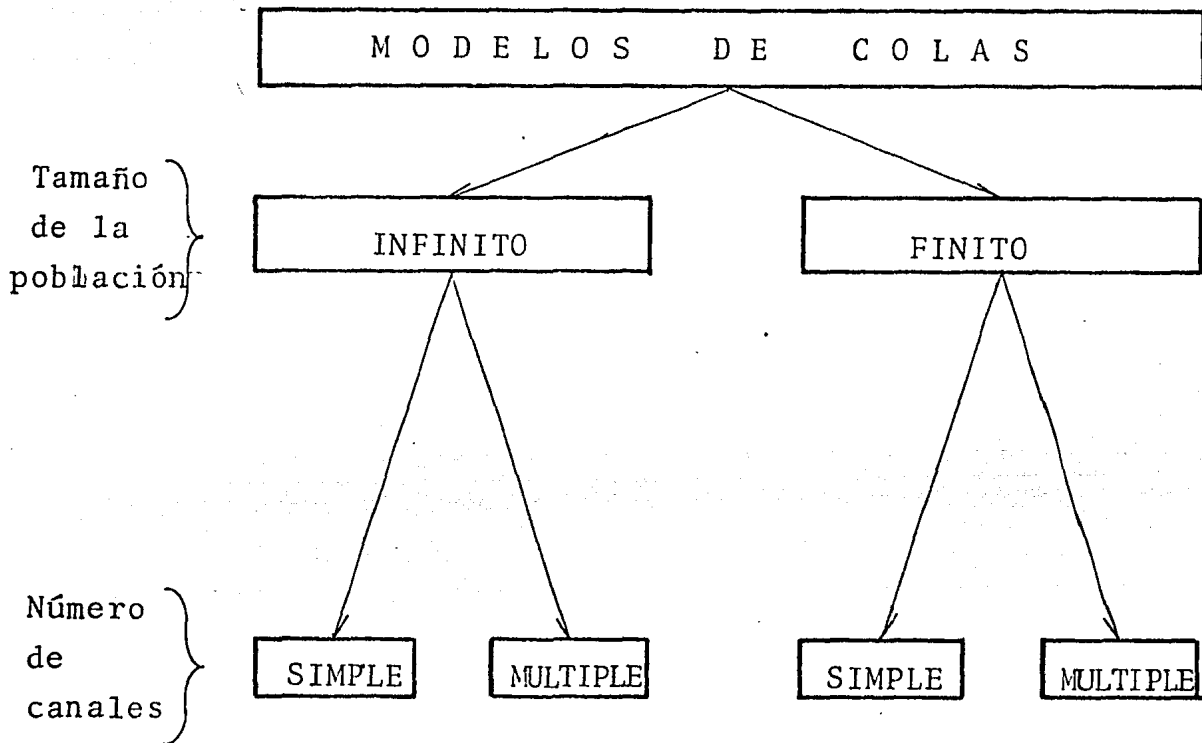 MODELOS DE COLAS
Tamaño
de la
población
INFINITO
FINITO
Número
de
canales
SIMPLE
MULTIPLE
SIMPLE
MULTIPLE